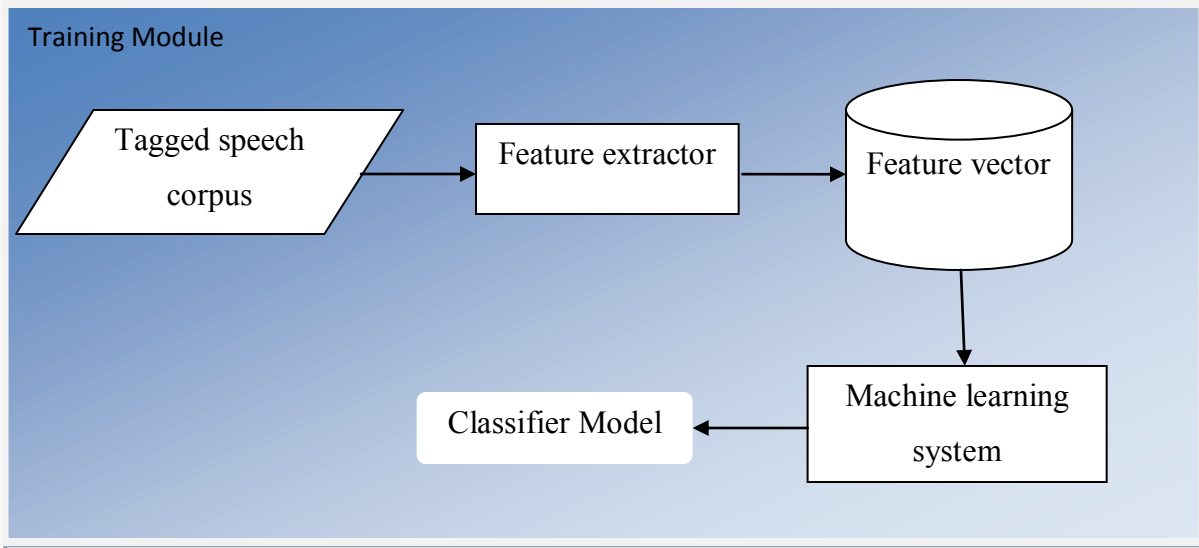 Training Module
Tagged speech
corpus
Feature extractor
Feature vector
Machine learning
system
Classifier Model